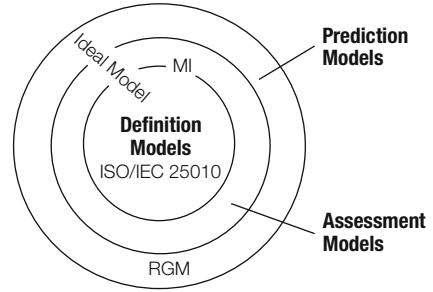 Ideal Model
MI
Prediction
Models
Definition
Models
ISO/IEC 25010
Assessment
Models
RGM